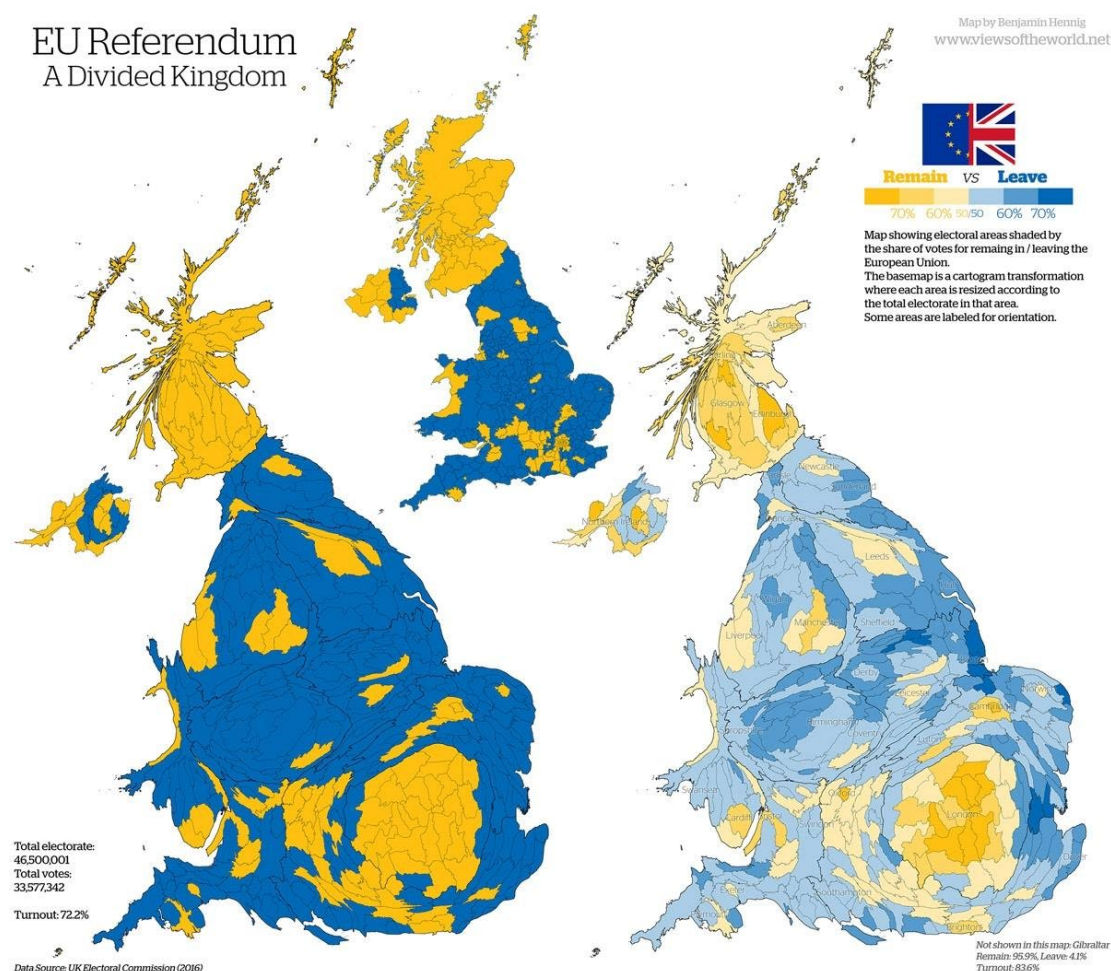 EU Referendum
A Divided Kingdom
Map by Benjamin Hennig
www.viewsoftheworld.net
Remain vs Leave
70% 60% 50/50 60% 70%
Map showing electoral areas shaded by
the share of votes for remaining in / leaving the
European Union.
The basemap is a cartogram transformation
where each area is resized according to
the total electorate in that area.
Some areas are labeled for orientation.
Aberdeen
Glasgow
Edinburgh
Newcastle
Northern Ireland
Leeds
Liverpool
Manchester
Sheffield
Derby
Leicester
Norwich
Birmingham
Coventry
Cambridge
Luton
Swansea
Cardiff
Bristol
Oxford
Swindon
London
Dover
Exeter
Plymouth
Southampton
Brighton
Total electorate:
46,500,001
Total votes:
33,577,342
Turnout: 72.2%
Data Source: UK Electoral Commission (2016)
Not shown in this map: Gibraltar
Remain: 95.9%, Leave: 4.1%
Turnout: 83.6%